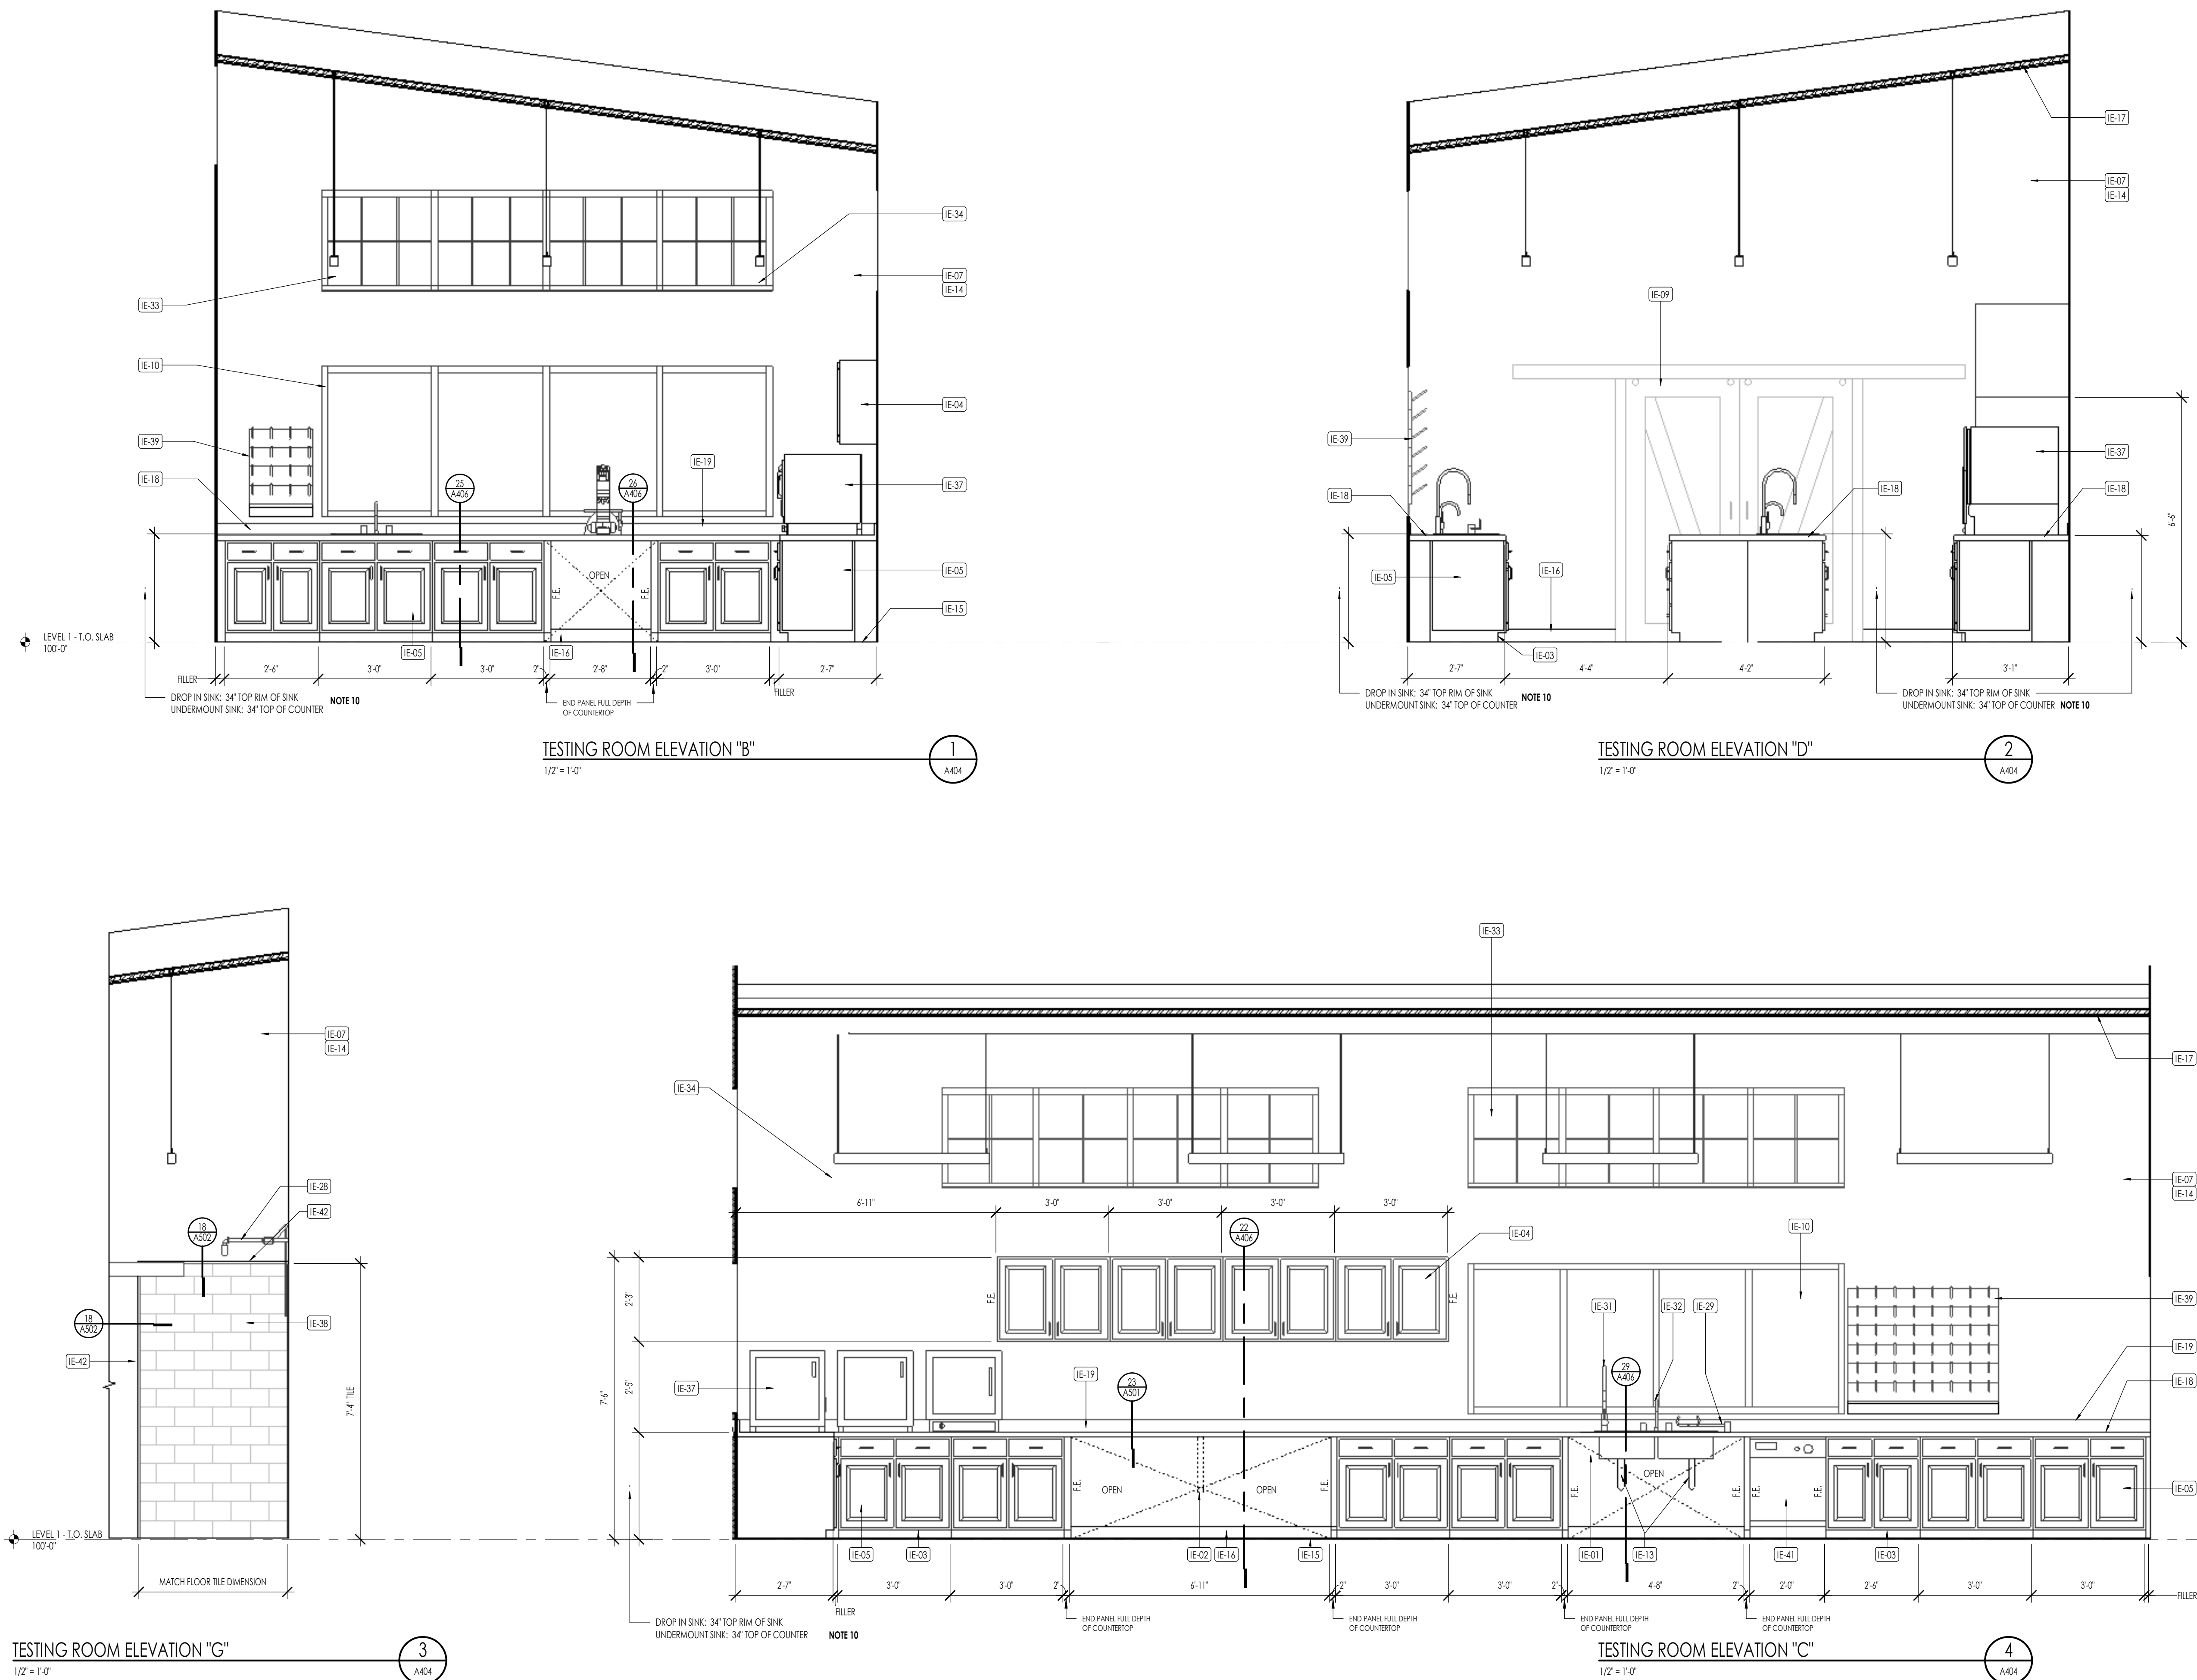 IE-34
IE-07
IE-14
IE-33
IE-10
IE-04
IE-39
IE-19
25
A406
26
A406
IE-18
IE-37
OPEN
F.E.
F.E.
IE-05
IE-15
LEVEL 1 - T.O. SLAB
100'-0"
IE-05
IE-16
2'-6"
3'-0"
3'-0"
2"
2'-8"
2"
3'-0"
2'-7"
FILLER
FILLER
DROP IN SINK: 34" TOP RIM OF SINK
UNDERMOUNT SINK: 34" TOP OF COUNTER
NOTE 10
END PANEL FULL DEPTH
OF COUNTERTOP
TESTING ROOM ELEVATION "B"
1/2" = 1'-0"
1
A404
IE-17
IE-07
IE-14
IE-09
IE-39
IE-37
IE-18
IE-18
IE-18
6'-6"
IE-05
IE-16
IE-03
2'-7"
4'-4"
4'-2"
3'-1"
DROP IN SINK: 34" TOP RIM OF SINK
UNDERMOUNT SINK: 34" TOP OF COUNTER
NOTE 10
DROP IN SINK: 34" TOP RIM OF SINK
UNDERMOUNT SINK: 34" TOP OF COUNTER NOTE 10
TESTING ROOM ELEVATION "D"
1/2" = 1'-0"
2
A404
IE-07
IE-14
IE-28
IE-42
18
A502
18
A502
IE-38
IE-42
7'-4" TILE
LEVEL 1 - T.O. SLAB
100'-0"
MATCH FLOOR TILE DIMENSION
TESTING ROOM ELEVATION "G"
1/2" = 1'-0"
3
A404
IE-33
IE-17
IE-34
IE-07
IE-14
6'-11"
3'-0"
3'-0"
3'-0"
3'-0"
22
A406
IE-04
IE-10
F.E.
F.E.
2'-3"
7'-6"
2'-5"
IE-31
IE-32
IE-29
IE-39
IE-19
IE-18
IE-37
IE-19
23
A501
29
A406
OPEN
OPEN
OPEN
F.E.
F.E.
F.E.
F.E.
F.E.
F.E.
IE-05
IE-05
IE-03
IE-02
IE-16
IE-15
IE-01
IE-13
IE-41
IE-03
2'-7"
3'-0"
3'-0"
2"
6'-11"
2"
3'-0"
3'-0"
2"
4'-8"
2"
2'-0"
2'-6"
3'-0"
3'-0"
FILLER
FILLER
DROP IN SINK: 34" TOP RIM OF SINK
UNDERMOUNT SINK: 34" TOP OF COUNTER
NOTE 10
END PANEL FULL DEPTH
OF COUNTERTOP
END PANEL FULL DEPTH
OF COUNTERTOP
END PANEL FULL DEPTH
OF COUNTERTOP
END PANEL FULL DEPTH
OF COUNTERTOP
TESTING ROOM ELEVATION "C"
1/2" = 1'-0"
4
A404